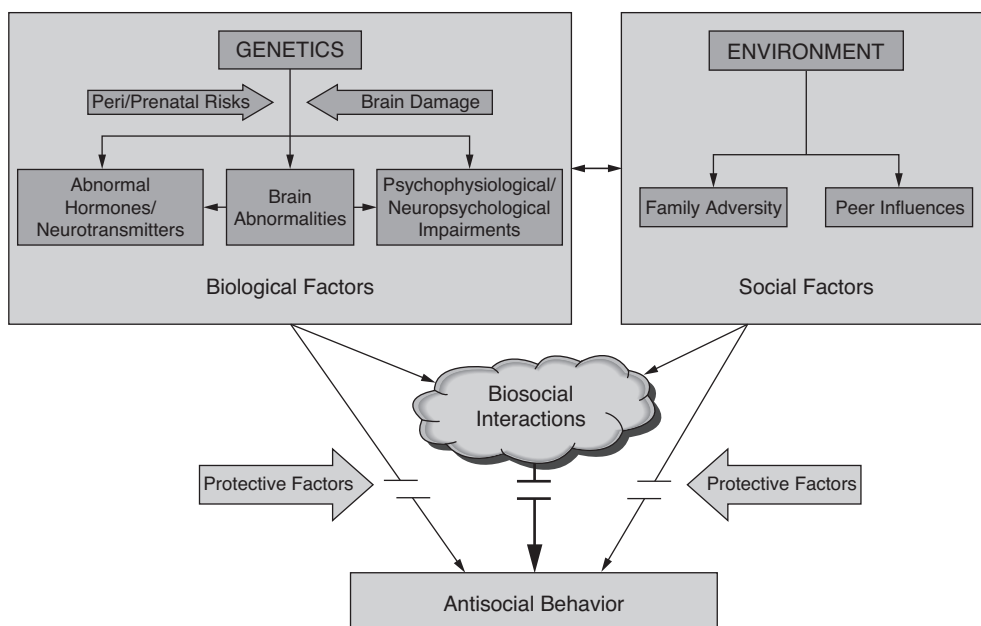 GENETICS
Peri/Prenatal Risks
Brain Damage
Abnormal
Hormones/
Neurotransmitters
Brain
Abnormalities
Psychophysiological/
Neuropsychological
Impairments
Biological Factors
ENVIRONMENT
Family Adversity
Peer Influences
Social Factors
Biosocial
Interactions
Protective Factors
Protective Factors
Antisocial Behavior